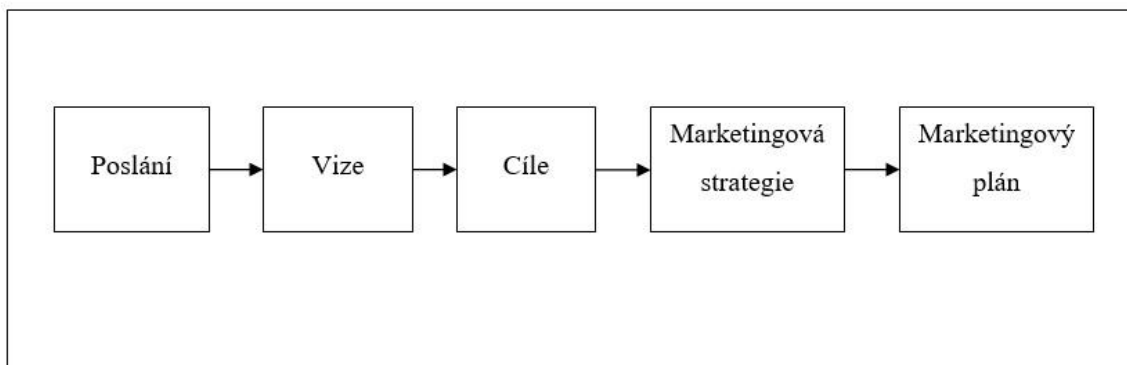 Poslání
Vize
Cíle
Marketingová
strategie
Marketingový
plán